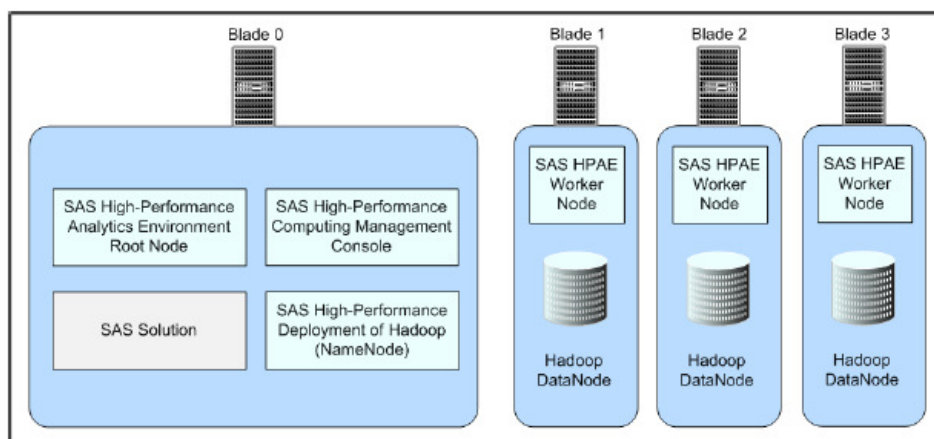 Blade 0
Blade 1
Blade 2
Blade 3
SAS High-Performance
Analytics Environment
Root Node
SAS High-Performance
Computing Management
Console
SAS Solution
SAS High-Performance
Deployment of Hadoop
(NameNode)
SAS HPAE
Worker
Node
Hadoop
DataNode
SAS HPAE
Worker
Node
Hadoop
DataNode
SAS HPAE
Worker
Node
Hadoop
DataNode